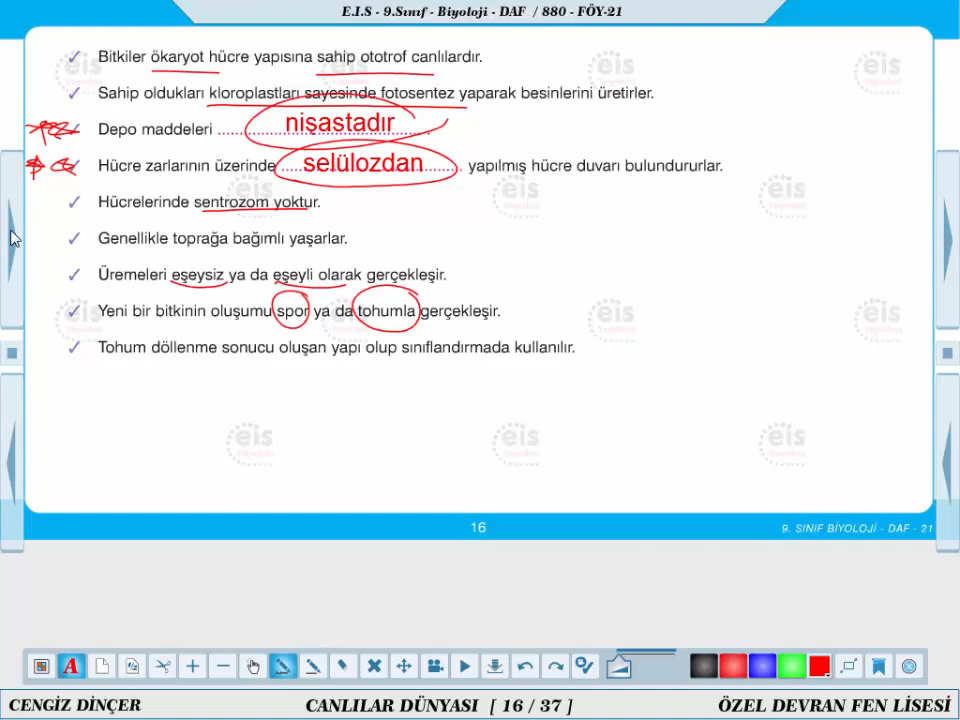 E.I.S - 9.Sınıf - Biyoloji - DAF / 880 - FÖY-21
✓ Bitkiler ökaryot hücre yapısına sahip ototrof canlılardır.
✓ Sahip oldukları kloroplastları sayesinde fotosentez yaparak besinlerini üretirler.
✓ Depo maddeleri ..... nişastadır .....
✓ Hücre zarlarının üzerinde ..... selülozdan ..... yapılmış hücre duvarı bulundururlar.
✓ Hücrelerinde sentrozom yoktur.
✓ Genellikle toprağa bağımlı yaşarlar.
✓ Üremeleri eşeysiz ya da eşeyli olarak gerçekleşir.
✓ Yeni bir bitkinin oluşumu spor ya da tohumla gerçekleşir.
✓ Tohum döllenme sonucu oluşan yapı olup sınıflandırmada kullanılır.
eis
16
9. SINIF BİYOLOJİ - DAF - 21
A
CENGİZ DİNÇER CANLILAR DÜNYASI [ 16 / 37 ] ÖZEL DEVRAN FEN LİSESİ